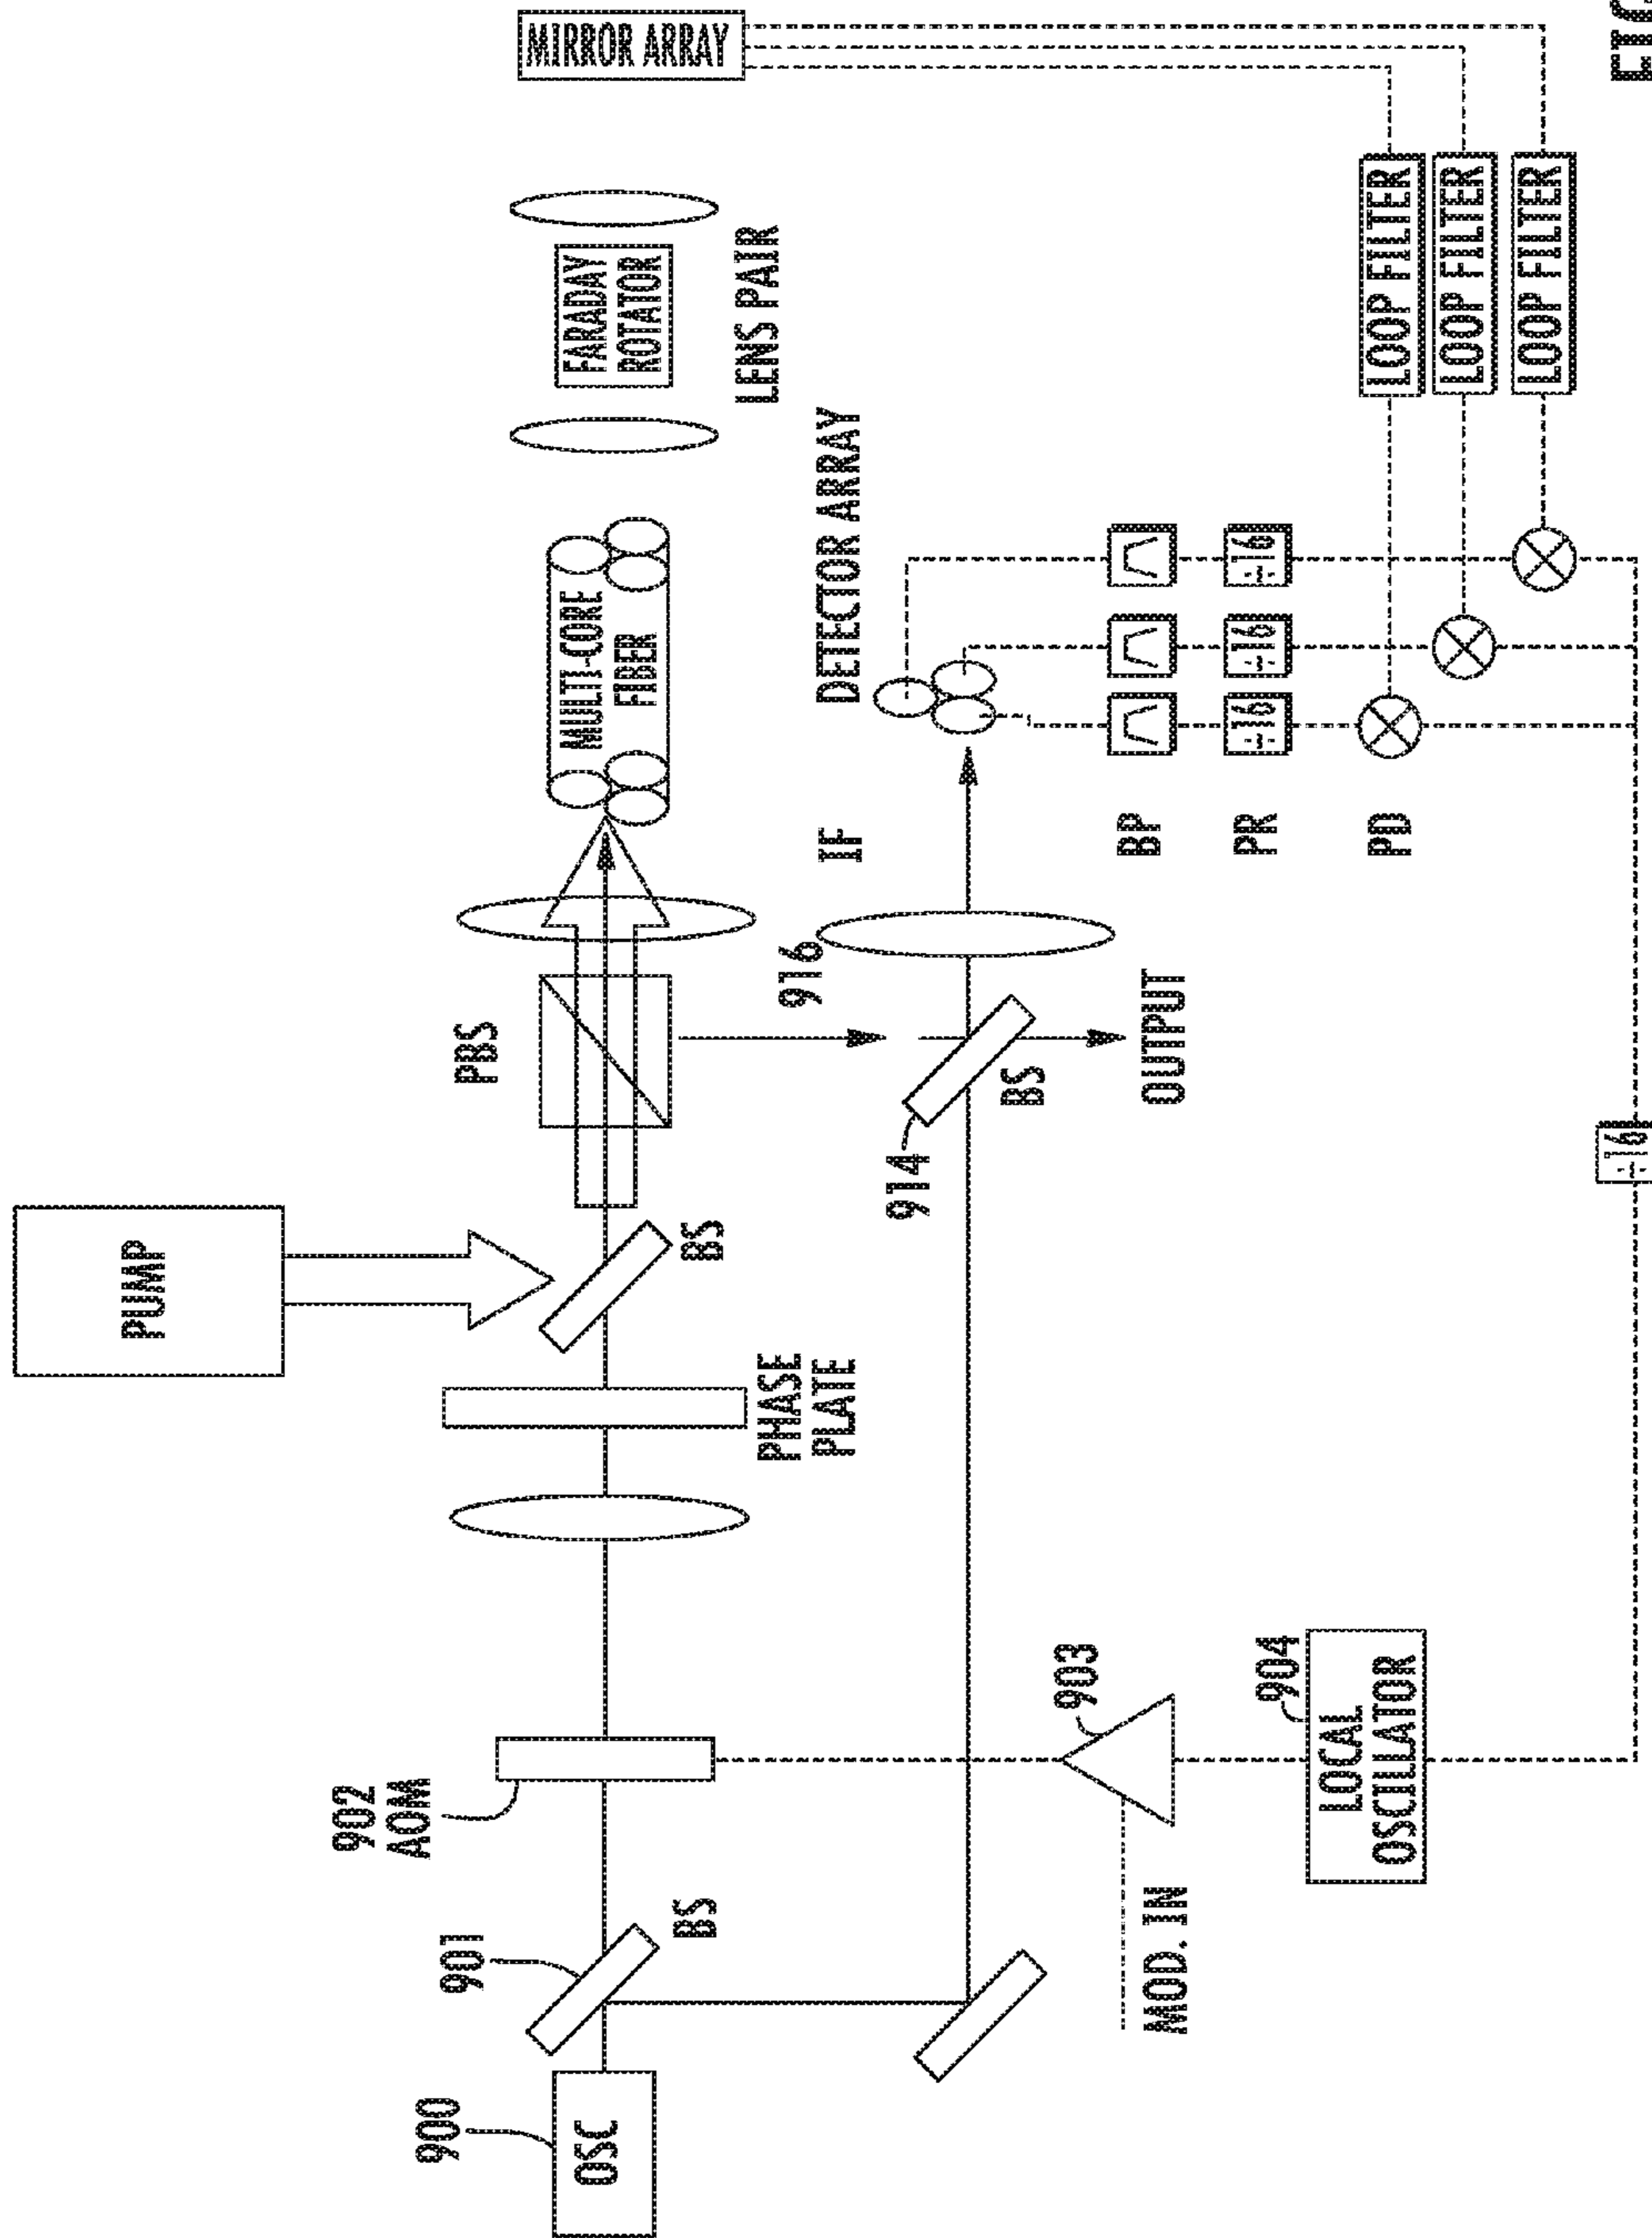 900
OSC
901
BS
902
AOM
903
MOD. IN
904
LOCAL
OSCILLATOR
PHASE
PLATE
PUMP
BS
PBS
914
BS
916
OUTPUT
IF
MULTI-CORE
FIBER
FARADAY
ROTATOR
LENS PAIR
MIRROR ARRAY
DETECTOR ARRAY
BP
PR
PD
÷16
÷16
÷16
÷16
LOOP FILTER
LOOP FILTER
LOOP FILTER